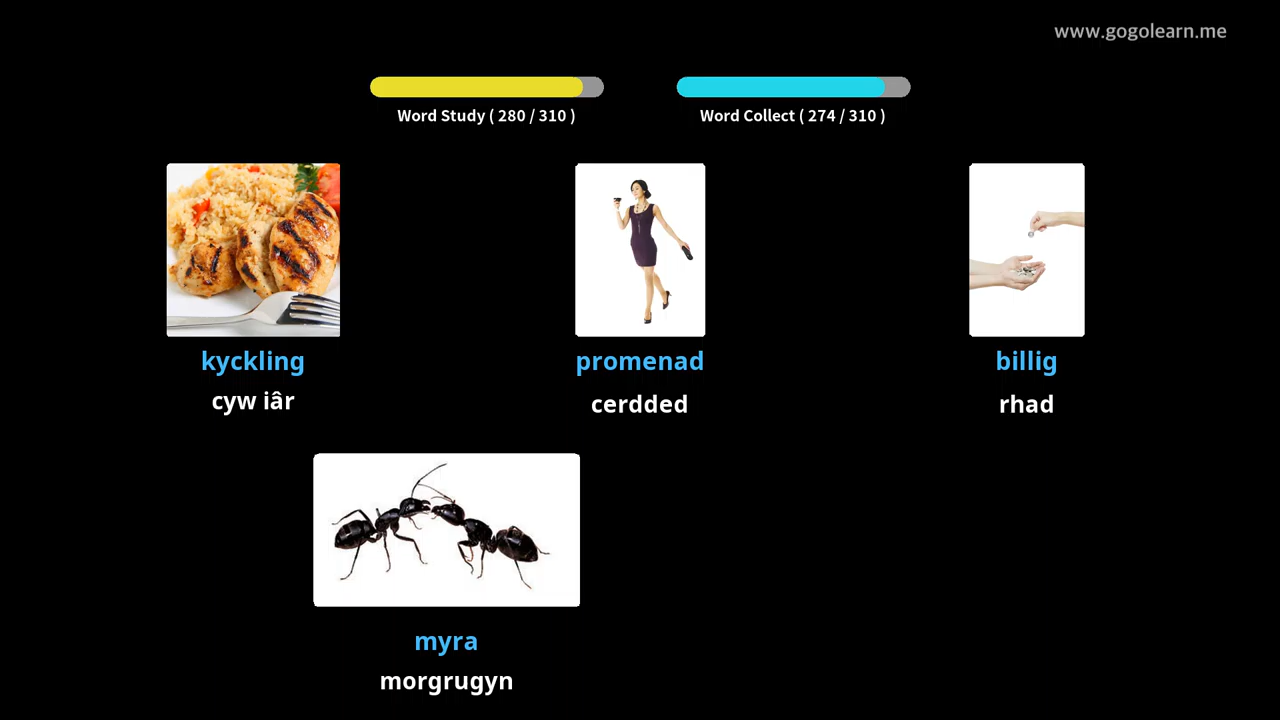 www.gogolearn.me
Word Study ( 280 / 310 )
Word Collect ( 274 / 310 )
kyckling
cyw iâr
promenad
cerdded
billig
rhad
myra
morgrugyn